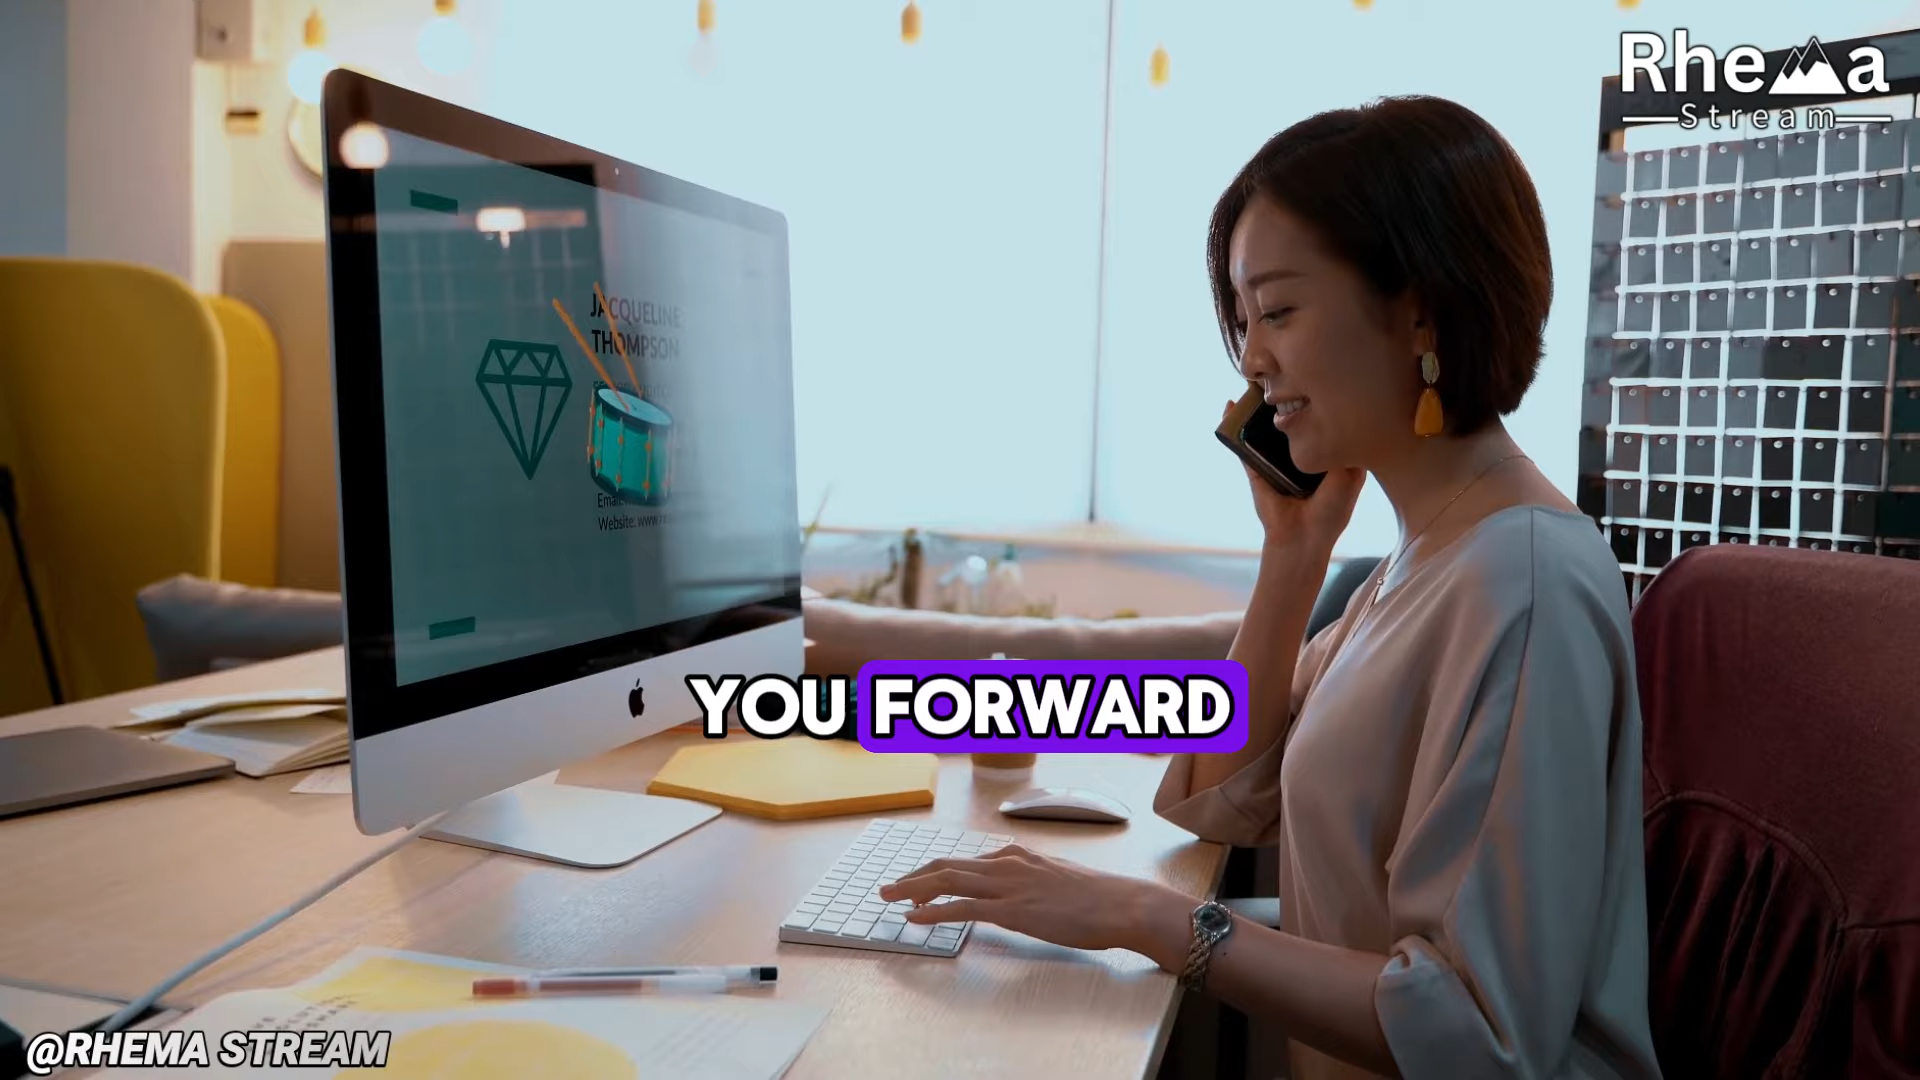 Rhema
Stream
JACQUELINE
THOMPSON
Email:
Website: www
YOU FORWARD
@RHEMA STREAM